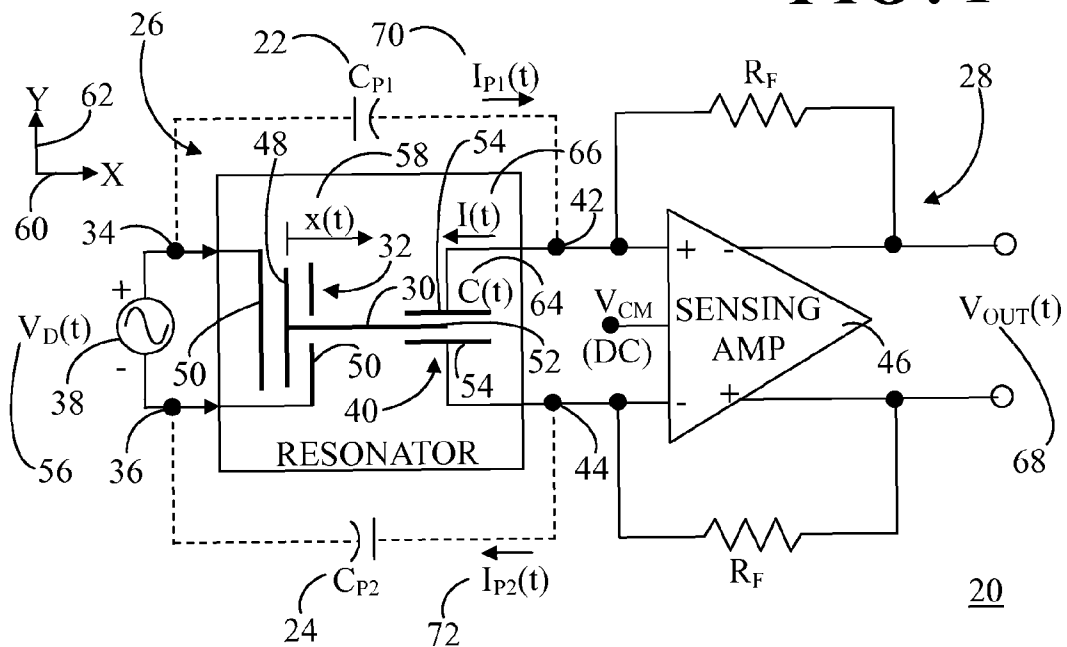 FIG. 1
26
22
70
C_P1
I_P1(t)
R_F
28
Y
62
48
58
54
66
42
X
60
34
x(t)
I(t)
32
30
C(t)
64
+
-
V_CM
(DC)
SENSING
AMP
V_OUT(t)
+
V_D(t)
-
38
50
50
52
54
40
-
+
46
56
36
RESONATOR
44
68
24
C_P2
I_P2(t)
72
R_F
20